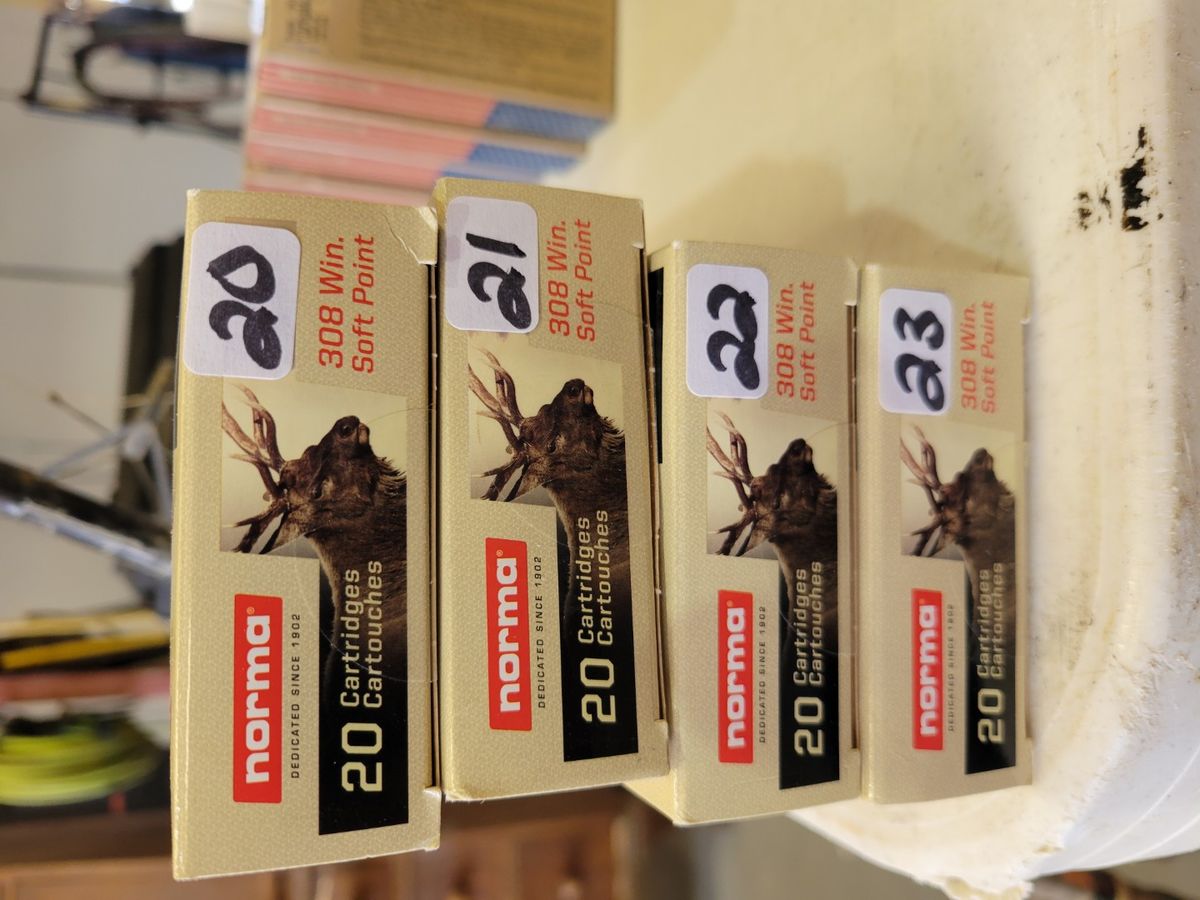 20
308 Win.
Soft Point
norma®
DEDICATED SINCE 1902
20 Cartridges
Cartouches
21
308 Win.
Soft Point
norma®
DEDICATED SINCE 1902
20 Cartridges
Cartouches
22
308 Win.
Soft Point
norma®
DEDICATED SINCE 1902
20 Cartridges
Cartouches
23
308 Win.
Soft Point
norma®
DEDICATED SINCE 1902
20 Cartridges
Cartouches